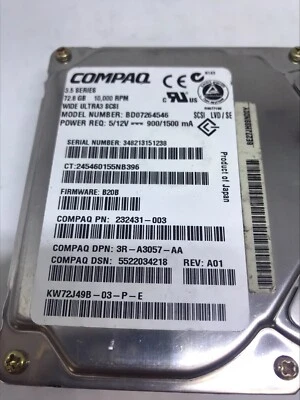 COMPAQ
3.5 SERIES
72.8 GB 10,000 RPM
WIDE ULTRA3 SCSI
MODEL NUMBER: BD07264546
POWER REQ: 5/12V 900/1500 mA
SCSI LVD/SE
SERIAL NUMBER: 348213151238
CT:245460155NB396
FIRMWARE: B20B
COMPAQ PN: 232431-003
COMPAQ DPN: 3R-A3057-AA
COMPAQ DSN: 5522034218 REV: A01
KW72J49B-03-P-E
Product of Japan